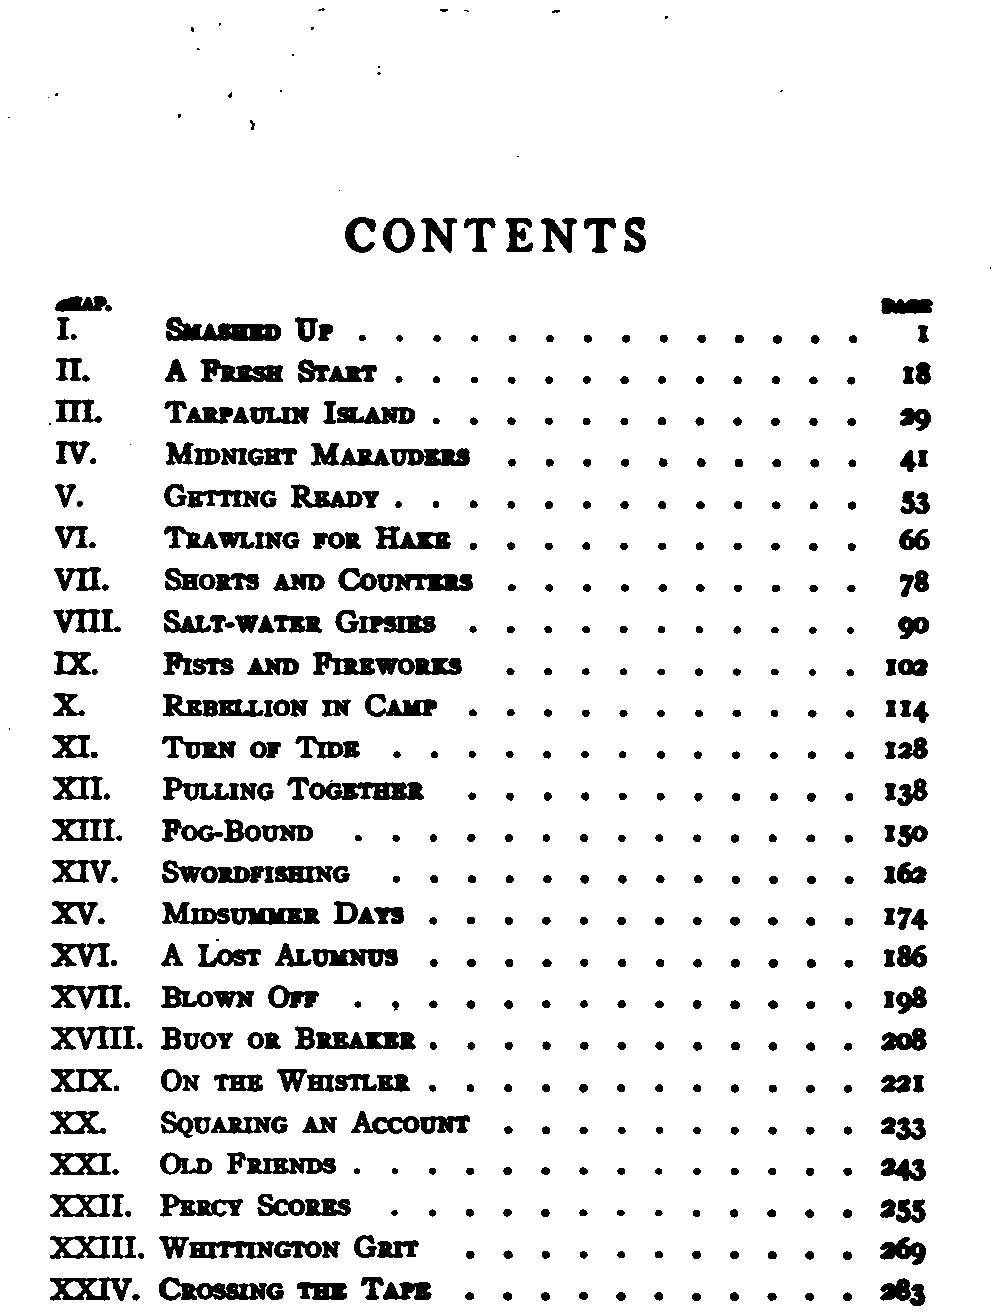 CONTENTS
CHAP. PAGE
I. SMASHED UP . . . . . . . . . . . . . . 1
II. A FRESH START . . . . . . . . . . . . . 18
III. TARPAULIN ISLAND . . . . . . . . . . . . 29
IV. MIDNIGHT MARAUDERS . . . . . . . . . . 41
V. GETTING READY . . . . . . . . . . . . . 53
VI. TRAWLING FOR HAKE . . . . . . . . . . . 66
VII. SHORTS AND COUNTERS . . . . . . . . . . 78
VIII. SALT-WATER GIPSIES . . . . . . . . . . . 90
IX. FISTS AND FIREWORKS . . . . . . . . . . 102
X. REBELLION IN CAMP . . . . . . . . . . . 114
XI. TURN OF TIDE . . . . . . . . . . . . . 128
XII. PULLING TOGETHER . . . . . . . . . . . 138
XIII. FOG-BOUND . . . . . . . . . . . . . . 150
XIV. SWORDFISHING . . . . . . . . . . . . . 162
XV. MIDSUMMER DAYS . . . . . . . . . . . . 174
XVI. A LOST ALUMNUS . . . . . . . . . . . . 186
XVII. BLOWN OFF . . . . . . . . . . . . . . 198
XVIII. BUOY OR BREAKER . . . . . . . . . . . . 208
XIX. ON THE WHISTLER . . . . . . . . . . . . 221
XX. SQUARING AN ACCOUNT . . . . . . . . . . 233
XXI. OLD FRIENDS . . . . . . . . . . . . . . 243
XXII. PERCY SCORES . . . . . . . . . . . . . 255
XXIII. WHITTINGTON GRIT . . . . . . . . . . . 269
XXIV. CROSSING THE TAPE . . . . . . . . . . . 283